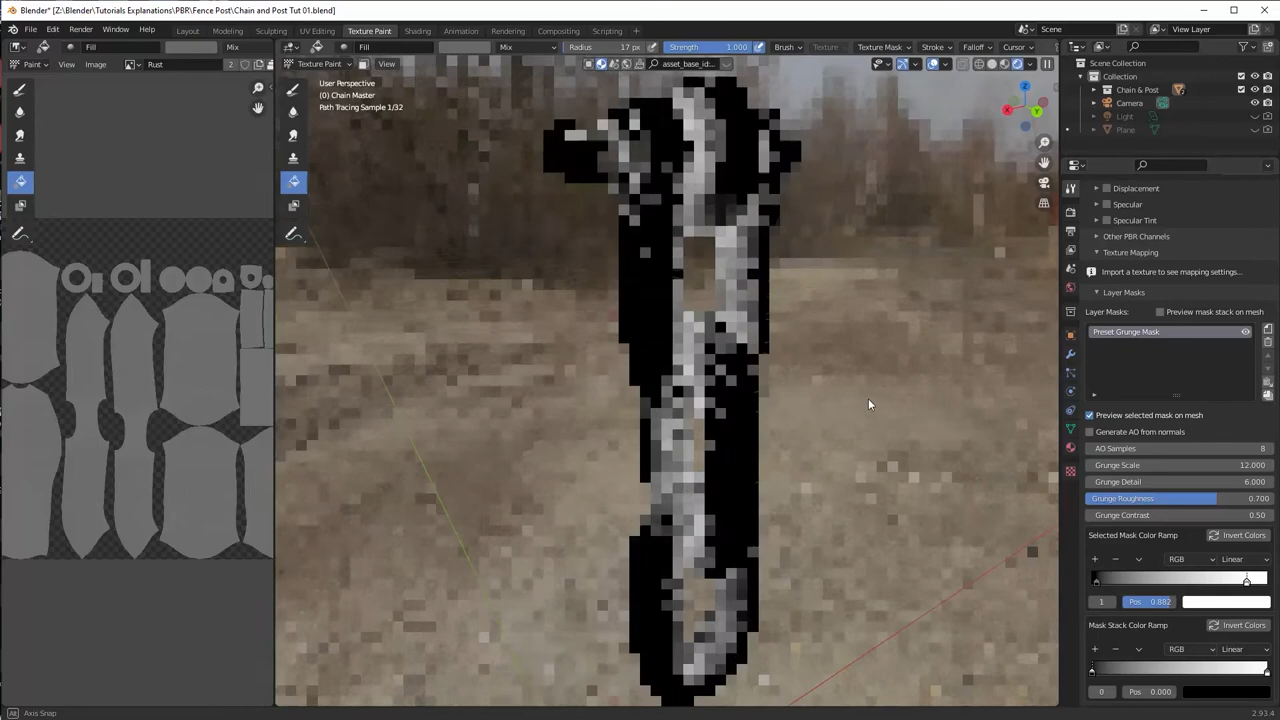 Blender* [Z:\Blender\Tutorials Explanations\PBR\Fence Post\Chain and Post Tut 01.blend]
File Edit Render Window Help Layout Modeling Sculpting UV Editing Texture Paint Shading Animation Rendering Compositing Scripting + Scene View Layer
Fill Mix Fill Mix Radius 17 px Strength 1.000 Brush Texture Texture Mask Stroke Falloff Cursor
Paint View Image Rust 2 Texture Paint View asset_base_id...
User Perspective
(0) Chain Master
Path Tracing Sample 1/32
Z
X
Y
Scene Collection
Collection
Chain & Post
Camera
Light
Plane
Displacement
Specular
Specular Tint
Other PBR Channels
Texture Mapping
Import a texture to see mapping settings...
Layer Masks
Layer Masks: Preview mask stack on mesh
Preset Grunge Mask
Preview selected mask on mesh
Generate AO from normals
AO Samples 8
Grunge Scale 12.000
Grunge Detail 6.000
Grunge Roughness 0.700
Grunge Contrast 0.50
Selected Mask Color Ramp Invert Colors
RGB Linear
1 Pos 0.882
Mask Stack Color Ramp Invert Colors
RGB Linear
0 Pos 0.000
Alt Axis Snap 2.93.4